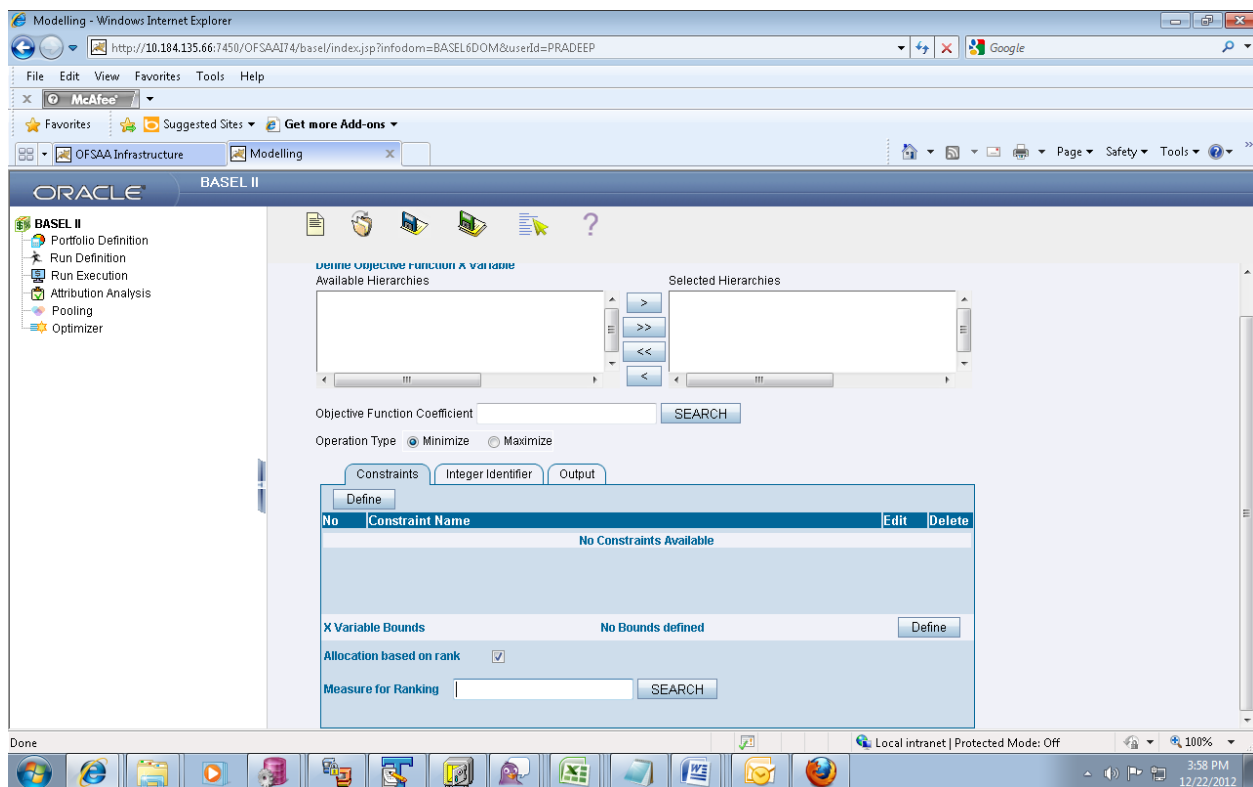 Modelling - Windows Internet Explorer
http://10.184.135.66:7450/OFSAAI74/basel/index.jsp?infodom=BASEL6DOM&userId=PRADEEP
Google
File Edit View Favorites Tools Help
x McAfee
Favorites Suggested Sites Get more Add-ons
OFSAA Infrastructure Modelling x Page Safety Tools
ORACLE BASEL II
BASEL II
Portfolio Definition
Run Definition
Run Execution
Attribution Analysis
Pooling
Optimizer
Define Objective Function X Variable
Available Hierarchies Selected Hierarchies
>
>>
<<
<
Objective Function Coefficient SEARCH
Operation Type Minimize Maximize
Constraints Integer Identifier Output
Define
No Constraint Name Edit Delete
No Constraints Available
X Variable Bounds No Bounds defined Define
Allocation based on rank
Measure for Ranking SEARCH
Done Local intranet | Protected Mode: Off 100%
3:58 PM
12/22/2012